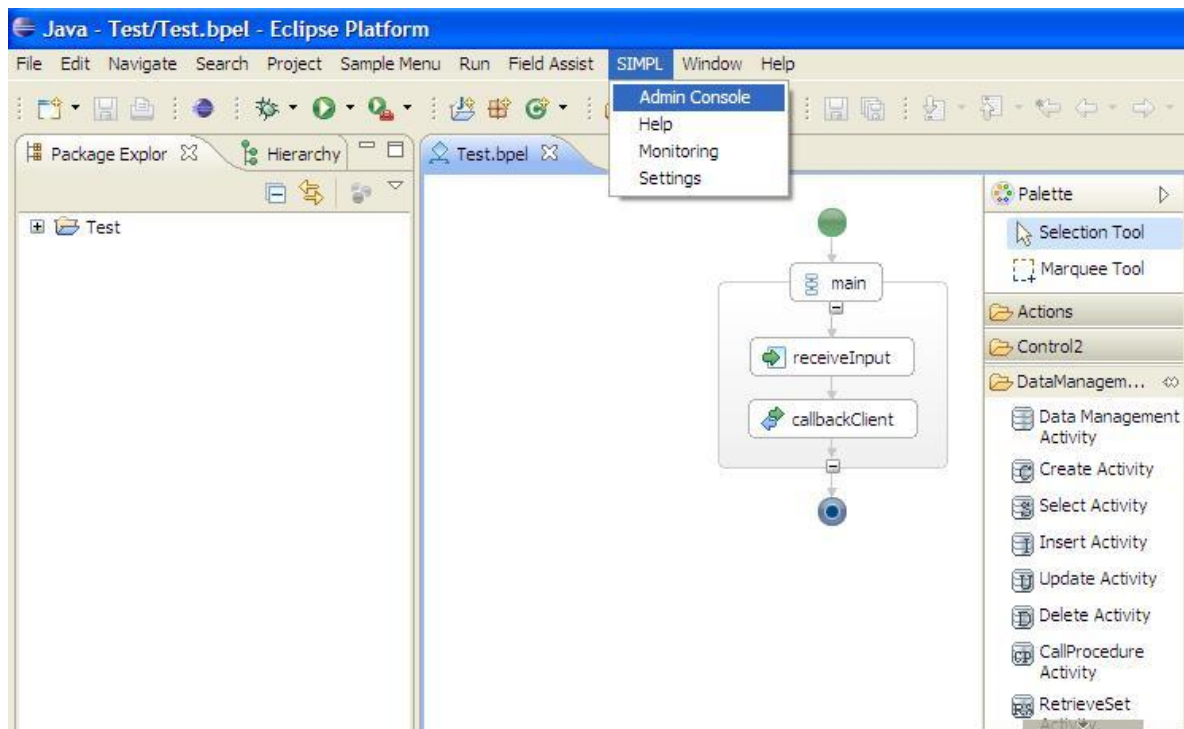 Java - Test/Test.bpel - Eclipse Platform
File Edit Navigate Search Project Sample Menu Run Field Assist SIMPL Window Help
Admin Console
Help
Monitoring
Settings
Package Explor
Hierarchy
Test.bpel
Test
main
receiveInput
callbackClient
Palette
Selection Tool
Marquee Tool
Actions
Control2
DataManagem...
Data Management
Activity
Create Activity
Select Activity
Insert Activity
Update Activity
Delete Activity
CallProcedure
Activity
RetrieveSet